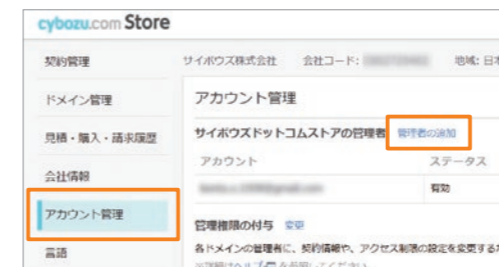 cybozu.com Store
契約管理
ドメイン管理
見積・購入・請求履歴
会社情報
アカウント管理
言語
サイボウズ株式会社 会社コード: 地域: 日本
アカウント管理
サイボウズドットコムストアの管理者 管理者の追加
アカウント ステータス
有効
管理権限の付与 変更
各ドメインの管理者に、契約情報や、アクセス制限の設定を変更する